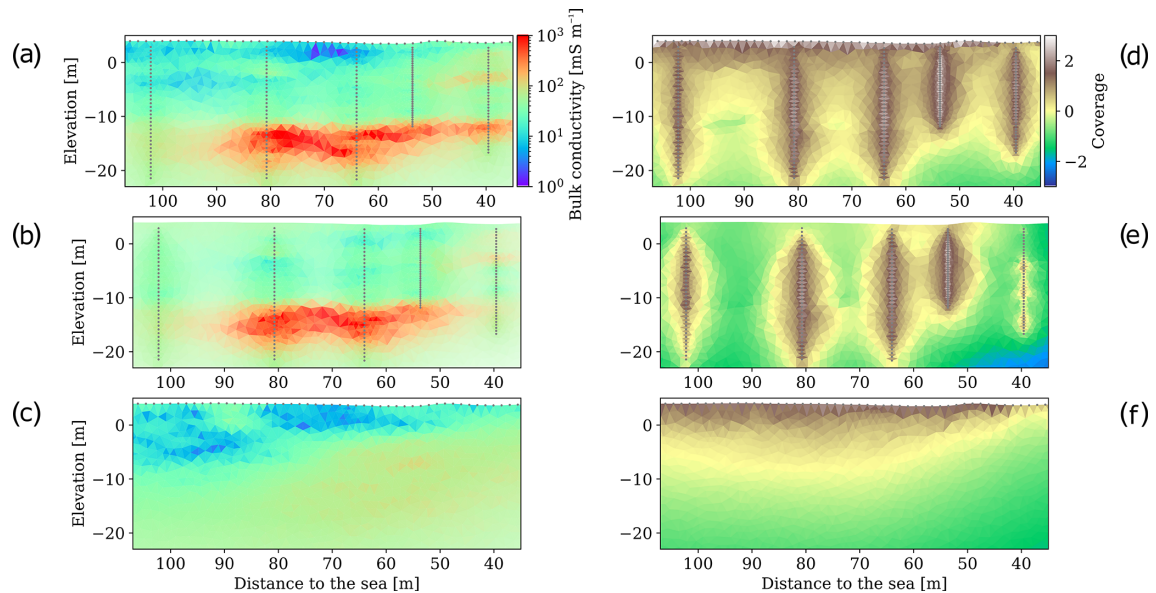 (a)
Elevation [m]
0
−10
−20
100 90 80 70 60 50 40
10³
10²
10¹
10⁰
Bulk conductivity [mS m⁻¹]
(d)
0
−10
−20
100 90 80 70 60 50 40
2
0
−2
Coverage
(b)
Elevation [m]
0
−10
−20
100 90 80 70 60 50 40
(e)
0
−10
−20
100 90 80 70 60 50 40
(c)
Elevation [m]
0
−10
−20
100 90 80 70 60 50 40
Distance to the sea [m]
(f)
0
−10
−20
100 90 80 70 60 50 40
Distance to the sea [m]